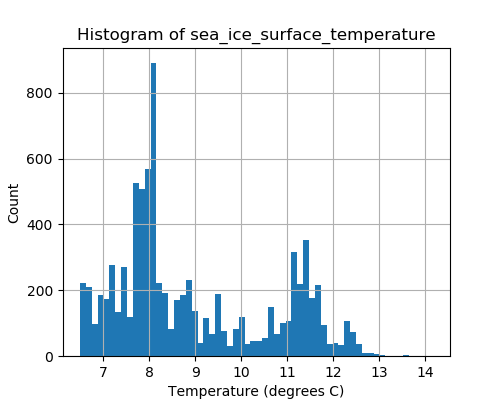 Histogram of sea_ice_surface_temperature
800
600
400
200
0
Count
7 8 9 10 11 12 13 14
Temperature (degrees C)